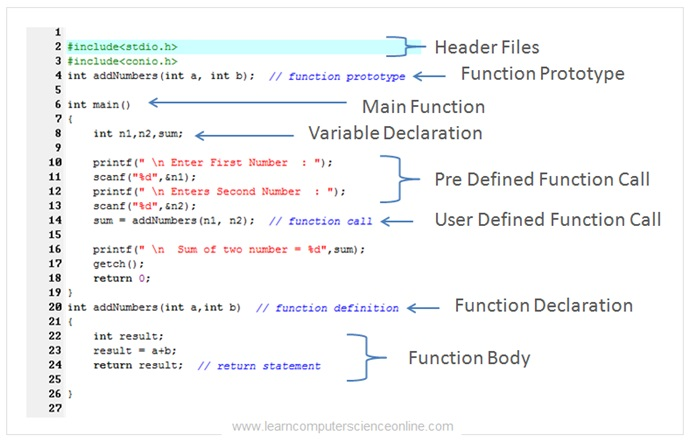 1
2 #include<stdio.h> Header Files
3 #include<conio.h>
4 int addNumbers(int a, int b); // function prototype Function Prototype
5
6 int main() Main Function
7 {
8 int n1,n2,sum; Variable Declaration
9
10 printf(" \n Enter First Number : ");
11 scanf("%d",&n1); Pre Defined Function Call
12 printf(" \n Enters Second Number : ");
13 scanf("%d",&n2);
14 sum = addNumbers(n1, n2); // function call User Defined Function Call
15
16 printf(" \n Sum of two number = %d",sum);
17 getch();
18 return 0;
19 }
20 int addNumbers(int a,int b) // function definition Function Declaration
21 {
22 int result;
23 result = a+b; Function Body
24 return result; // return statement
25
26 }
27
www.learncomputerscienceonline.com